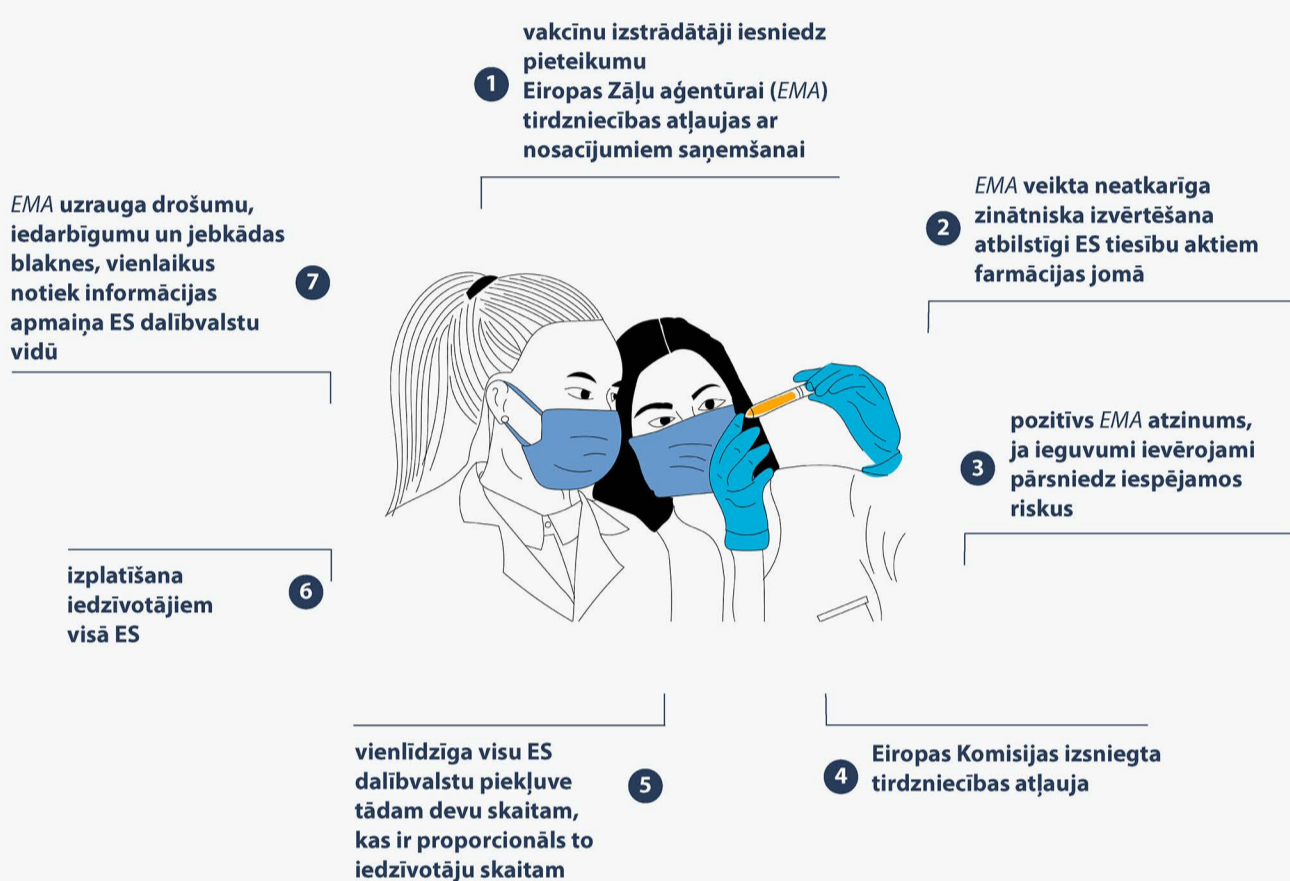 1
vakcīnu izstrādātāji iesniedz
pieteikumu
Eiropas Zāļu aģentūrai (EMA)
tirdzniecības atļaujas ar
nosacījumiem saņemšanai
2
EMA veikta neatkarīga
zinātniska izvērtēšana
atbilstīgi ES tiesību aktiem
farmācijas jomā
3
pozitīvs EMA atzinums,
ja ieguvumi ievērojami
pārsniedz iespējamos
riskus
4
Eiropas Komisijas izsniegta
tirdzniecības atļauja
5
vienlīdzīga visu ES
dalībvalstu piekļuve
tādam devu skaitam,
kas ir proporcionāls to
iedzīvotāju skaitam
6
izplatīšana
iedzīvotājiem
visā ES
7
EMA uzrauga drošumu,
iedarbīgumu un jebkādas
blaknes, vienlaikus
notiek informācijas
apmaiņa ES dalībvalstu
vidū